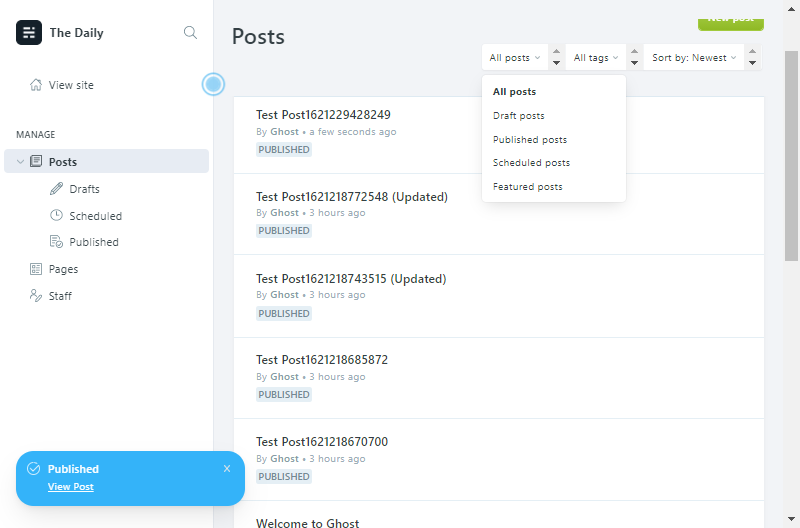 The Daily
View site
MANAGE
Posts
Drafts
Scheduled
Published
Pages
Staff
Posts
New post
All posts
All tags
Sort by: Newest
All posts
Draft posts
Published posts
Scheduled posts
Featured posts
Test Post1621229428249
By Ghost • a few seconds ago
PUBLISHED
Test Post1621218772548 (Updated)
By Ghost • 3 hours ago
PUBLISHED
Test Post1621218743515 (Updated)
By Ghost • 3 hours ago
PUBLISHED
Test Post1621218685872
By Ghost • 3 hours ago
PUBLISHED
Test Post1621218670700
By Ghost • 3 hours ago
PUBLISHED
Welcome to Ghost
Published
View Post